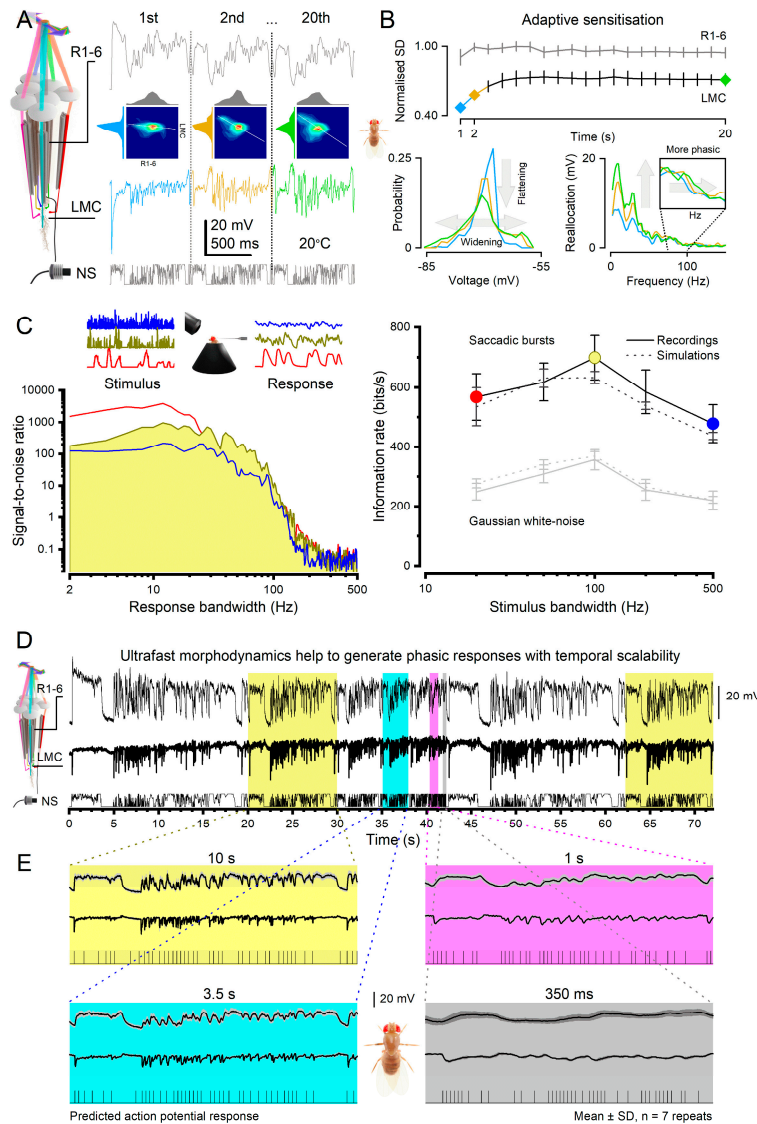 A
1st
2nd
...
20th
R1-6
LMC
R1-6
LMC
20 mV
500 ms
20°C
NS
B
Adaptive sensitisation
Normalised SD
1.00
0.40
R1-6
LMC
1
2
20
Time (s)
Probability
0.25
0
Flattening
Widening
-85
-55
Voltage (mV)
Reallocation (mV)
20
0
More phasic
Hz
0
100
Frequency (Hz)
C
Stimulus
Response
Signal-to-noise ratio
10000
1000
100
10
1
0.1
2
10
100
500
Response bandwidth (Hz)
Information rate (bits/s)
800
600
400
200
0
Saccadic bursts
Recordings
Simulations
Gaussian white-noise
10
100
500
Stimulus bandwidth (Hz)
D
Ultrafast morphodynamics help to generate phasic responses with temporal scalability
R1-6
LMC
NS
20 mV
0 5 10 15 20 25 30 35 40 45 50 55 60 65 70
Time (s)
E
10 s
1 s
3.5 s
20 mV
350 ms
Predicted action potential response
Mean ± SD, n = 7 repeats